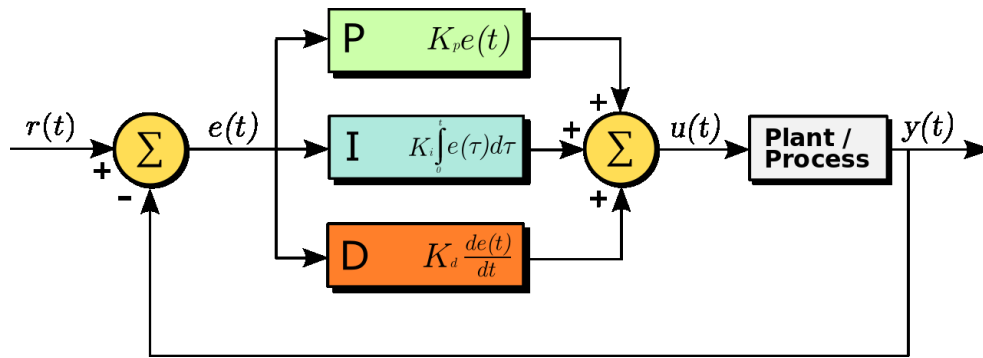 P K_p e(t)
r(t)
+
-
Σ
e(t)
I K_i ∫_0^t e(τ)dτ
D K_d de(t)/dt
+
+
+
Σ
u(t)
Plant /
Process
y(t)